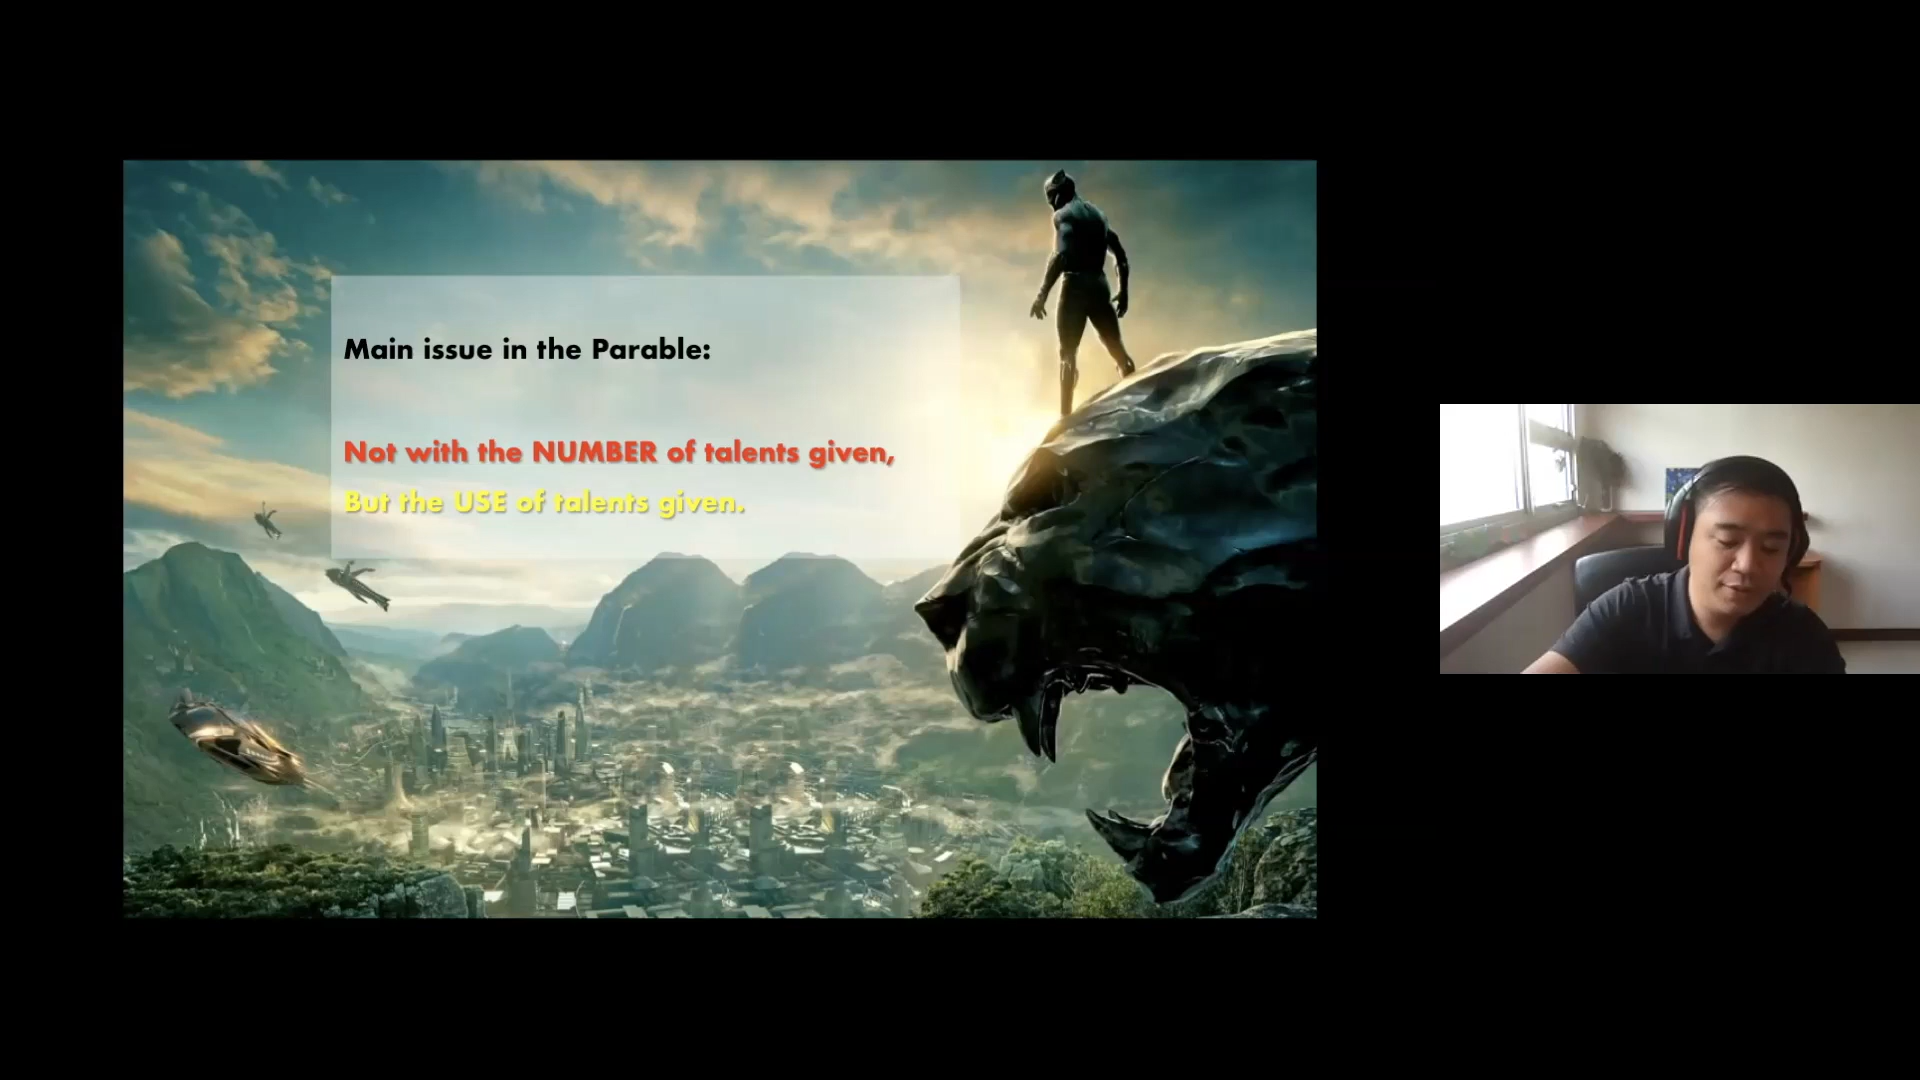 Main issue in the Parable:
Not with the NUMBER of talents given,
But the USE of talents given.